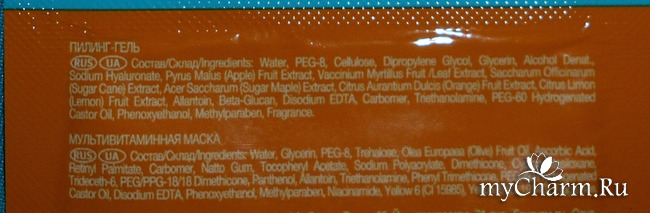 ПИЛИНГ-ГЕЛЬ
RUS UA Состав/Склад/Ingredients: Water, PEG-8, Cellulose, Dipropylene Glycol, Glycerin, Alcohol Denat.,
Sodium Hyaluronate, Pyrus Malus (Apple) Fruit Extract, Vaccinium Myrtillus Fruit /Leaf Extract, Saccharum Officinarum
(Sugar Cane) Extract, Acer Saccharum (Sugar Maple) Extract, Citrus Aurantium Dulcis (Orange) Fruit Extract, Citrus Limon
(Lemon) Fruit Extract, Allantoin, Beta-Glucan, Disodium EDTA, Carbomer, Triethanolamine, PEG-60 Hydrogenated
Castor Oil, Phenoxyethanol, Methylparaben, Fragrance.
МУЛЬТИВИТАМИННАЯ МАСКА
RUS UA Состав/Склад/Ingredients: Water, Glycerin, PEG-8, Trehalose, Olea Europaea (Olive) Fruit Oil, Ascorbic Acid,
Retinyl Palmitate, Carbomer, Natto Gum, Tocopheryl Acetate, Sodium Polyacrylate, Dimethicone,
Trideceth-6, PEG/PPG-18/18 Dimethicone, Panthenol, Allantoin, Triethanolamine, Phenyl Trimethicone,
Castor Oil, Disodium EDTA, Phenoxyethanol, Methylparaben, Niacinamide, Yellow 6 (CI 15985),
myCharm.Ru